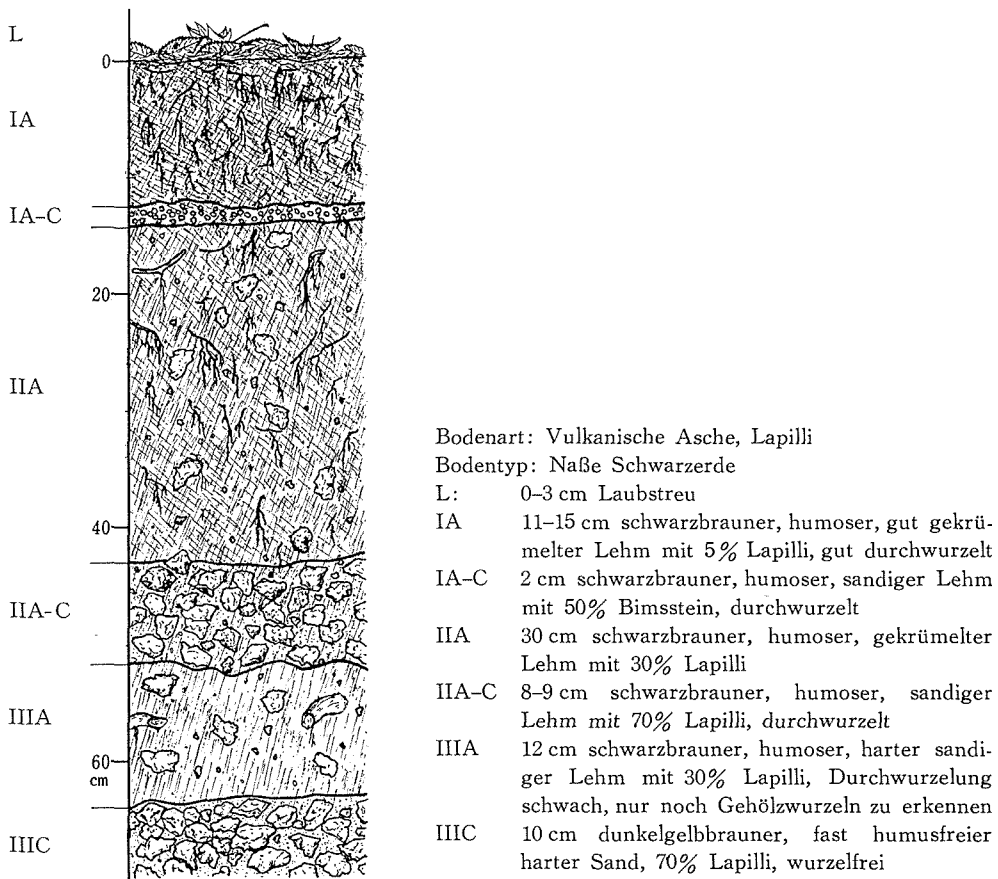 L
0
IA
IA-C
20
IIA
40
IIA-C
IIIA
60
cm
IIIC
Bodenart: Vulkanische Asche, Lapilli
Bodentyp: Naße Schwarzerde
L: 0–3 cm Laubstreu
IA 11–15 cm schwarzbrauner, humoser, gut gekrü-
melter Lehm mit 5% Lapilli, gut durchwurzelt
IA-C 2 cm schwarzbrauner, humoser, sandiger Lehm
mit 50% Bimsstein, durchwurzelt
IIA 30 cm schwarzbrauner, humoser, gekrümelter
Lehm mit 30% Lapilli
IIA-C 8–9 cm schwarzbrauner, humoser, sandiger
Lehm mit 70% Lapilli, durchwurzelt
IIIA 12 cm schwarzbrauner, humoser, harter sandi-
ger Lehm mit 30% Lapilli, Durchwurzelung
schwach, nur noch Gehölzwurzeln zu erkennen
IIIC 10 cm dunkelgelbbrauner, fast humusfreier
harter Sand, 70% Lapilli, wurzelfrei